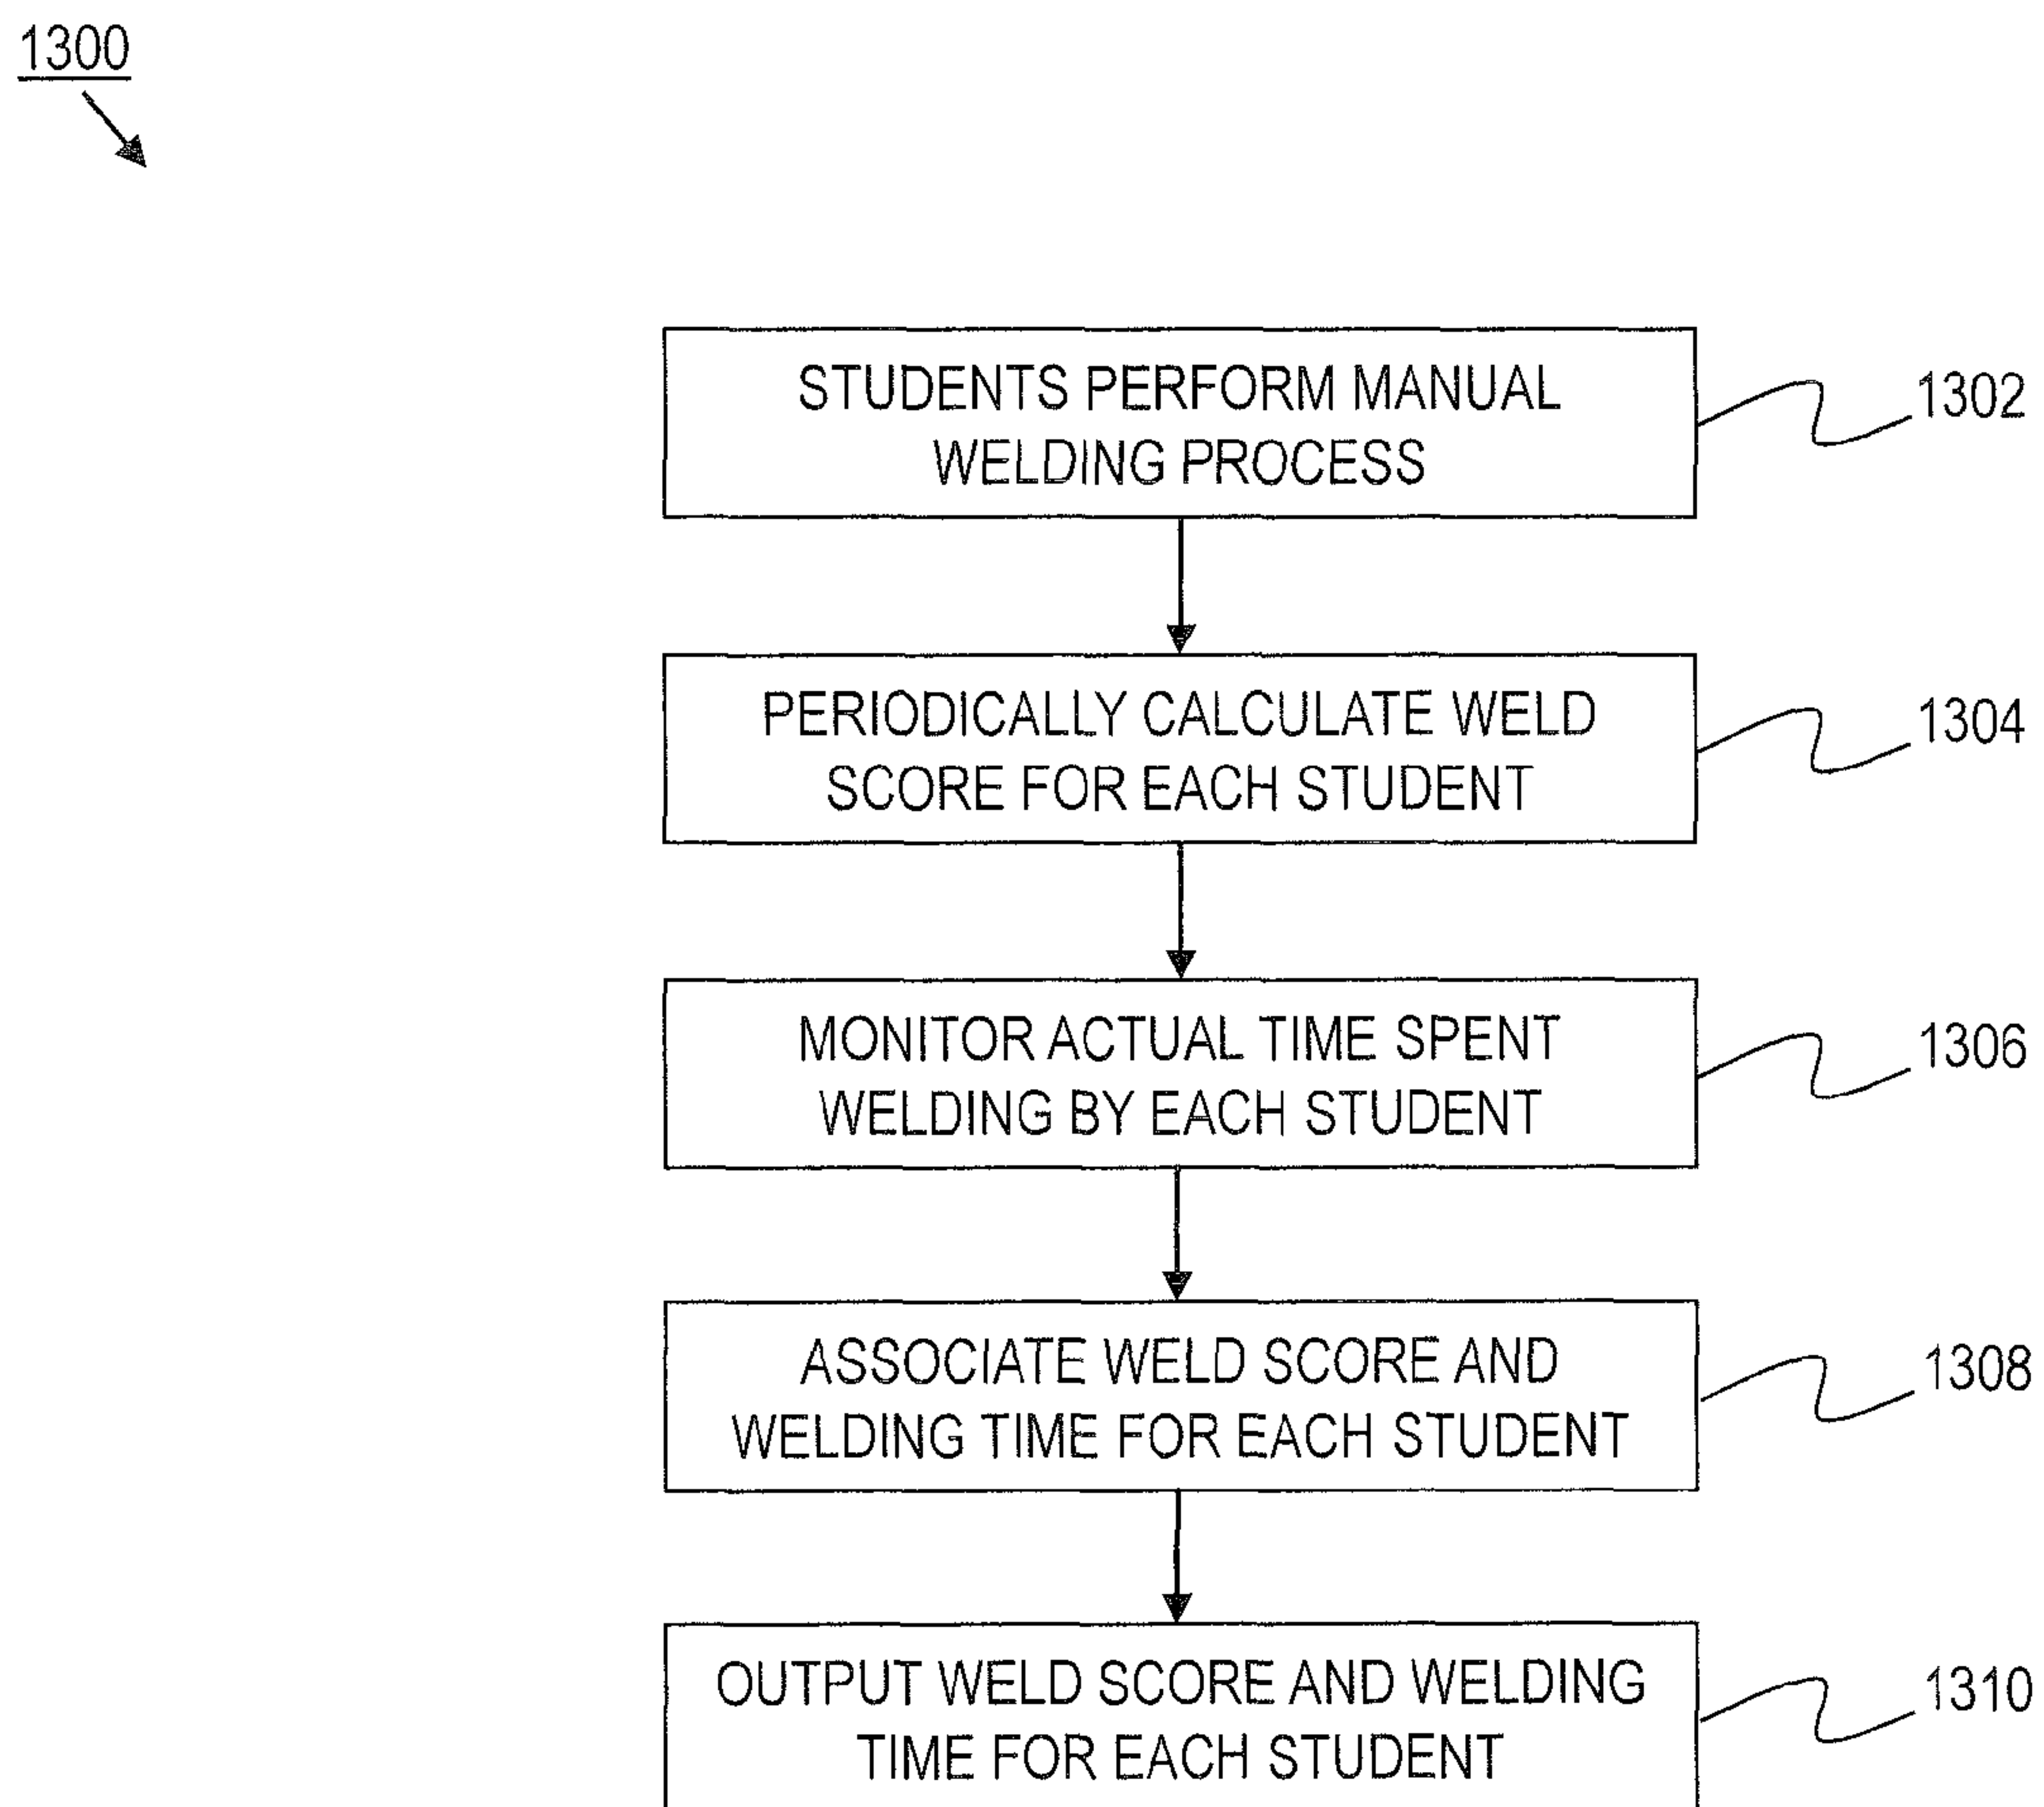 1300
STUDENTS PERFORM MANUAL
WELDING PROCESS
1302
PERIODICALLY CALCULATE WELD
SCORE FOR EACH STUDENT
1304
MONITOR ACTUAL TIME SPENT
WELDING BY EACH STUDENT
1306
ASSOCIATE WELD SCORE AND
WELDING TIME FOR EACH STUDENT
1308
OUTPUT WELD SCORE AND WELDING
TIME FOR EACH STUDENT
1310